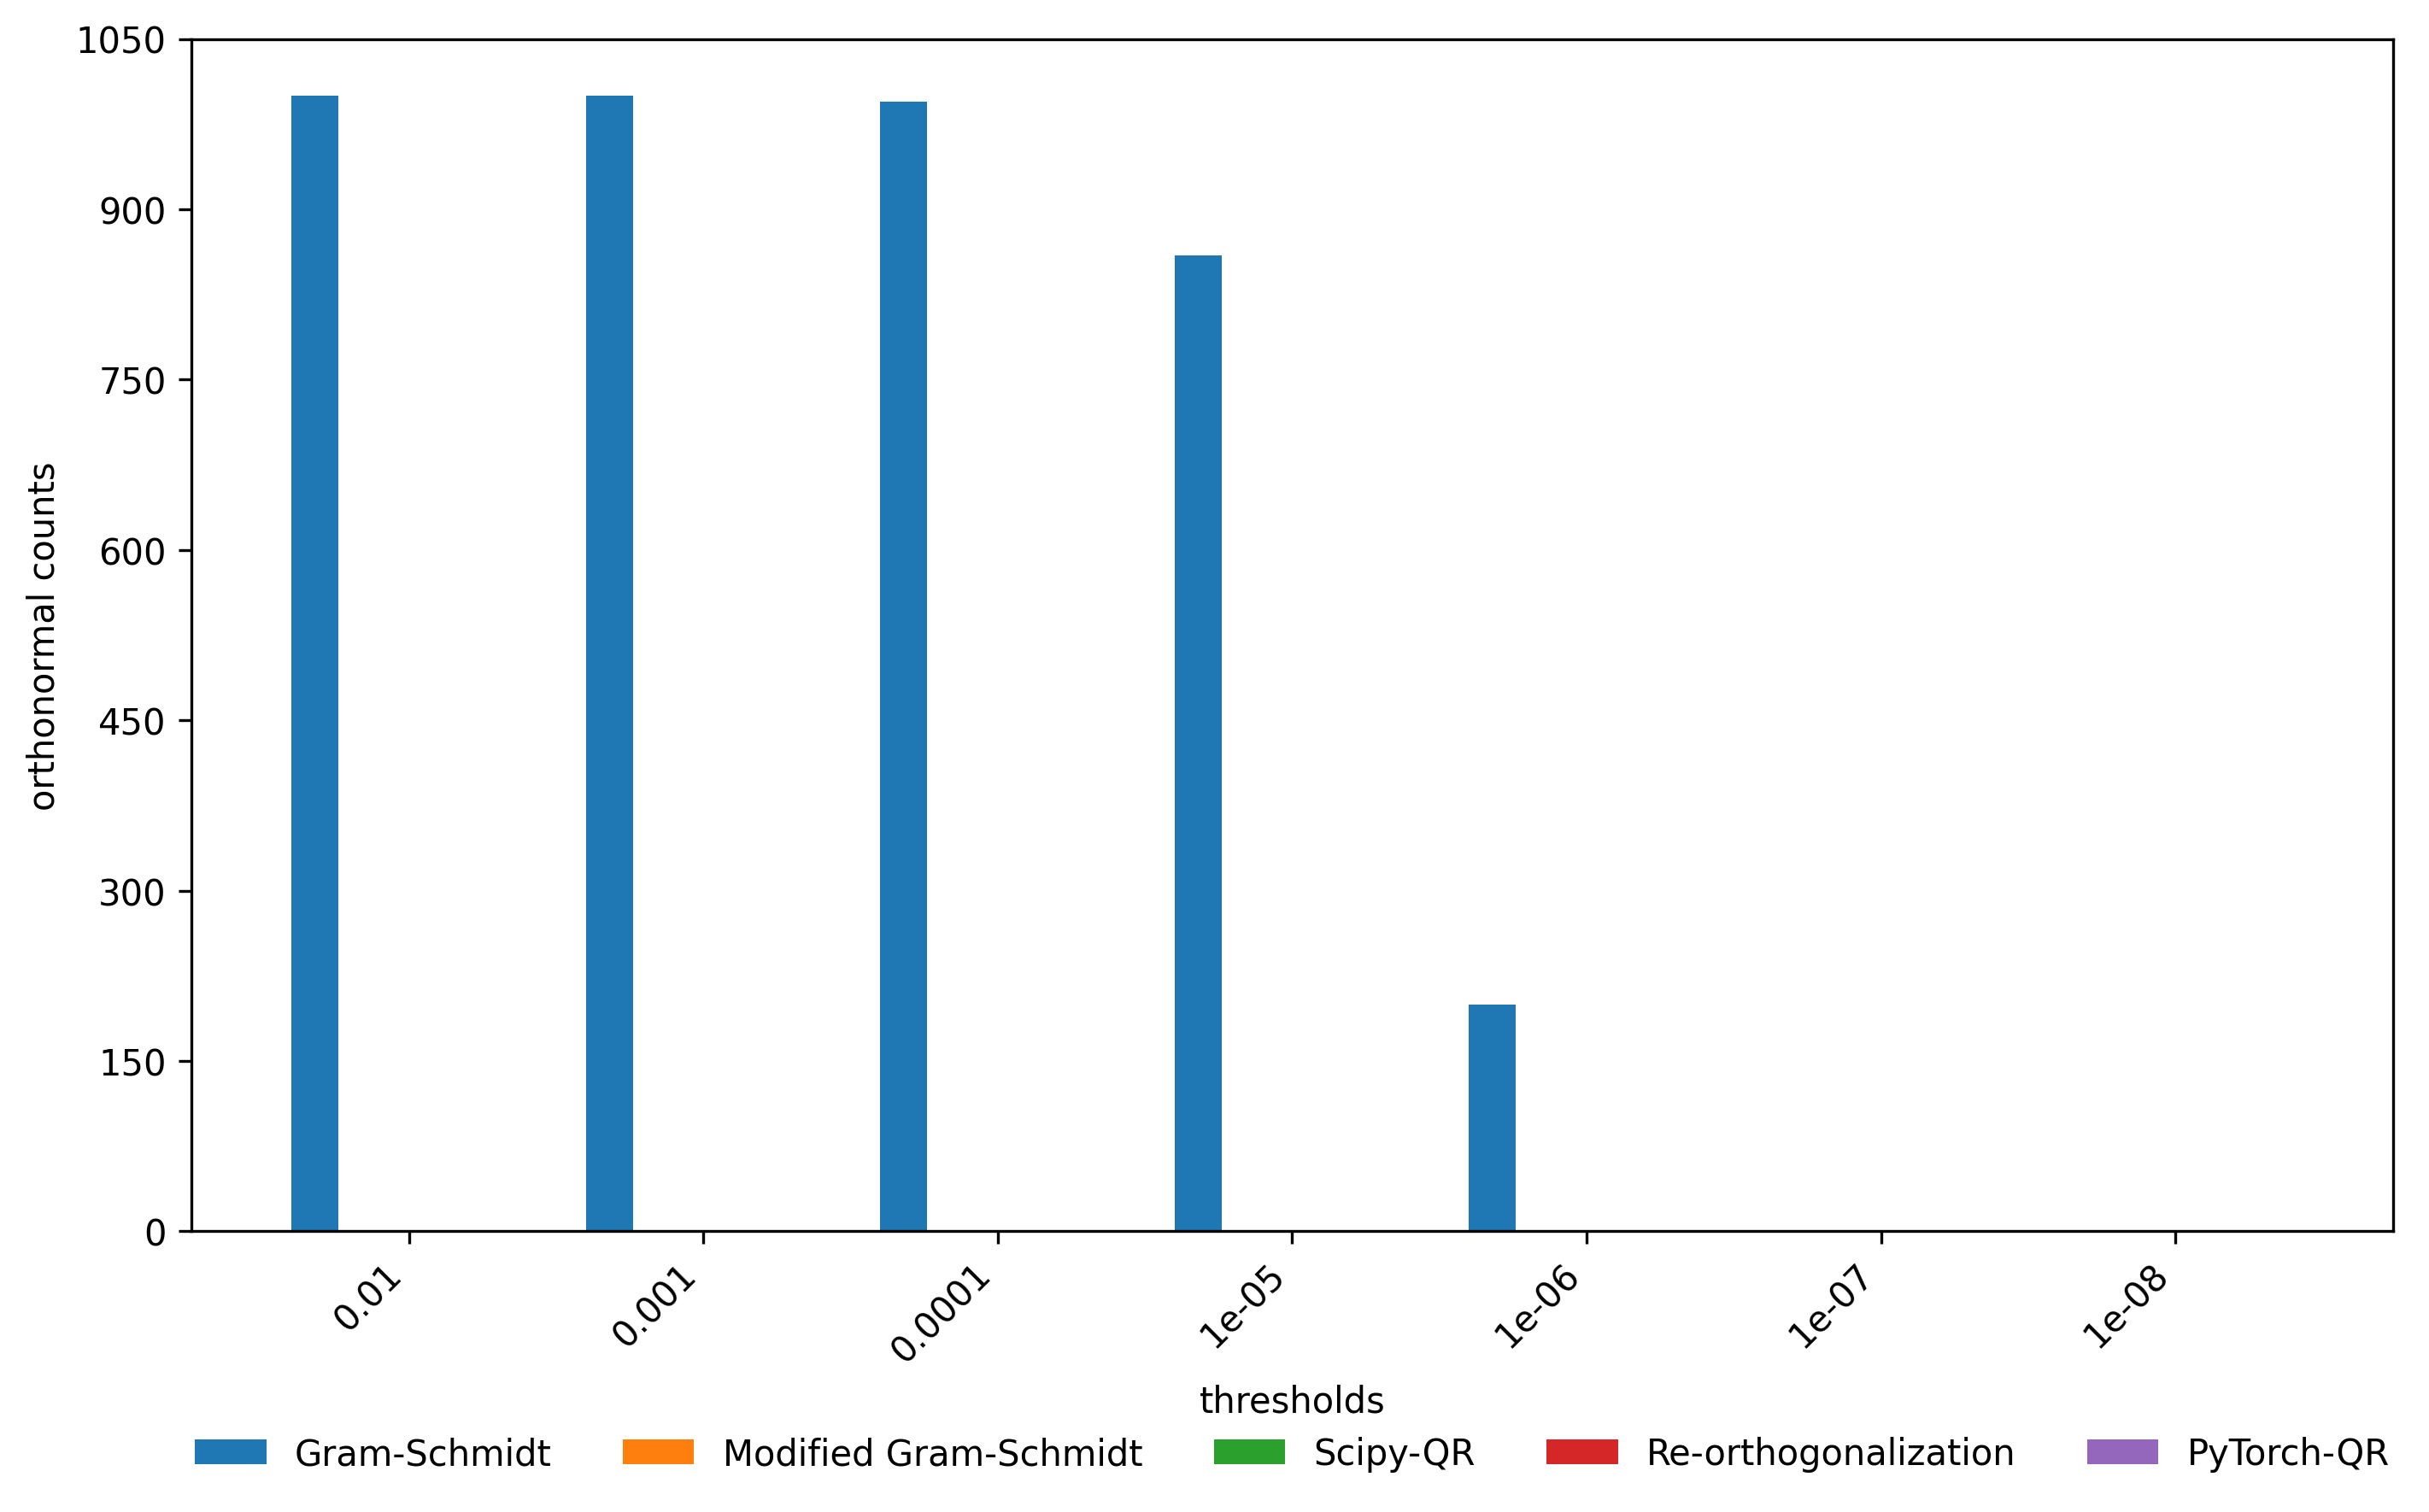 1050
900
750
600
450
300
150
0
orthonormal counts
0.01
0.001
0.0001
1e-05
1e-06
1e-07
1e-08
thresholds
Gram-Schmidt Modified Gram-Schmidt Scipy-QR Re-orthogonalization PyTorch-QR